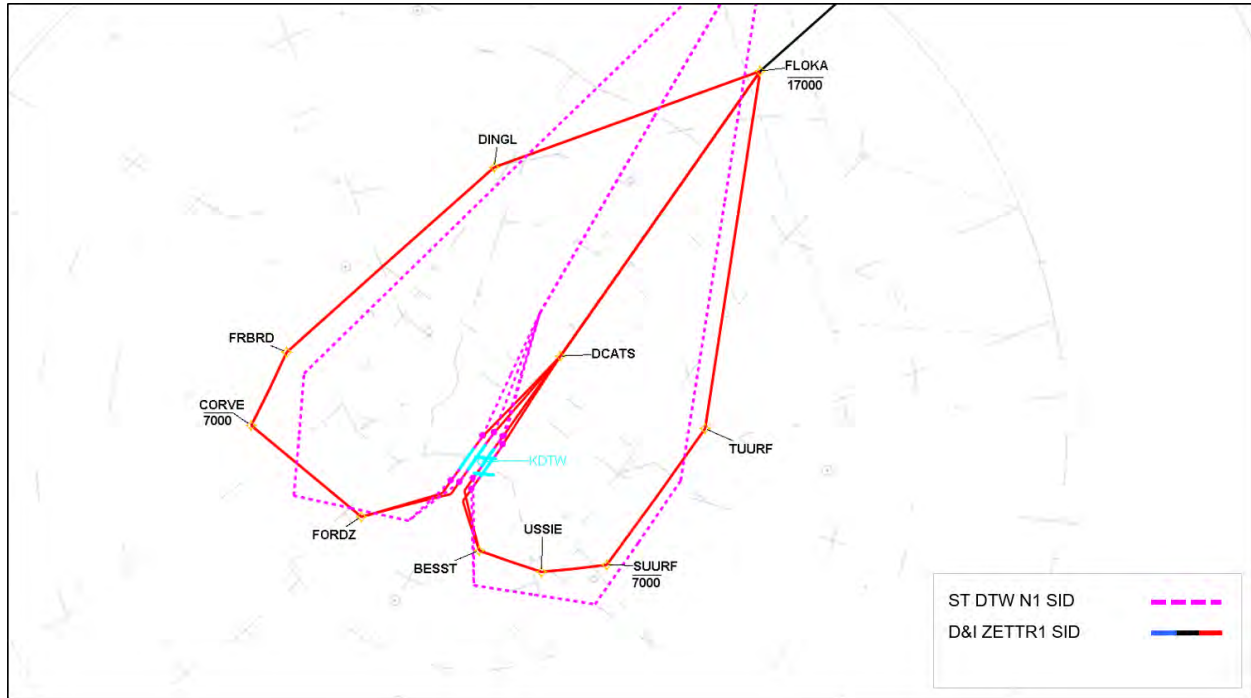 FLOKA
17000
DINGL
FRBRD
DCATS
CORVE
7000
TUURF
KDTW
FORDZ
USSIE
BESST
SUURF
7000
ST DTW N1 SID
D&I ZETTR1 SID